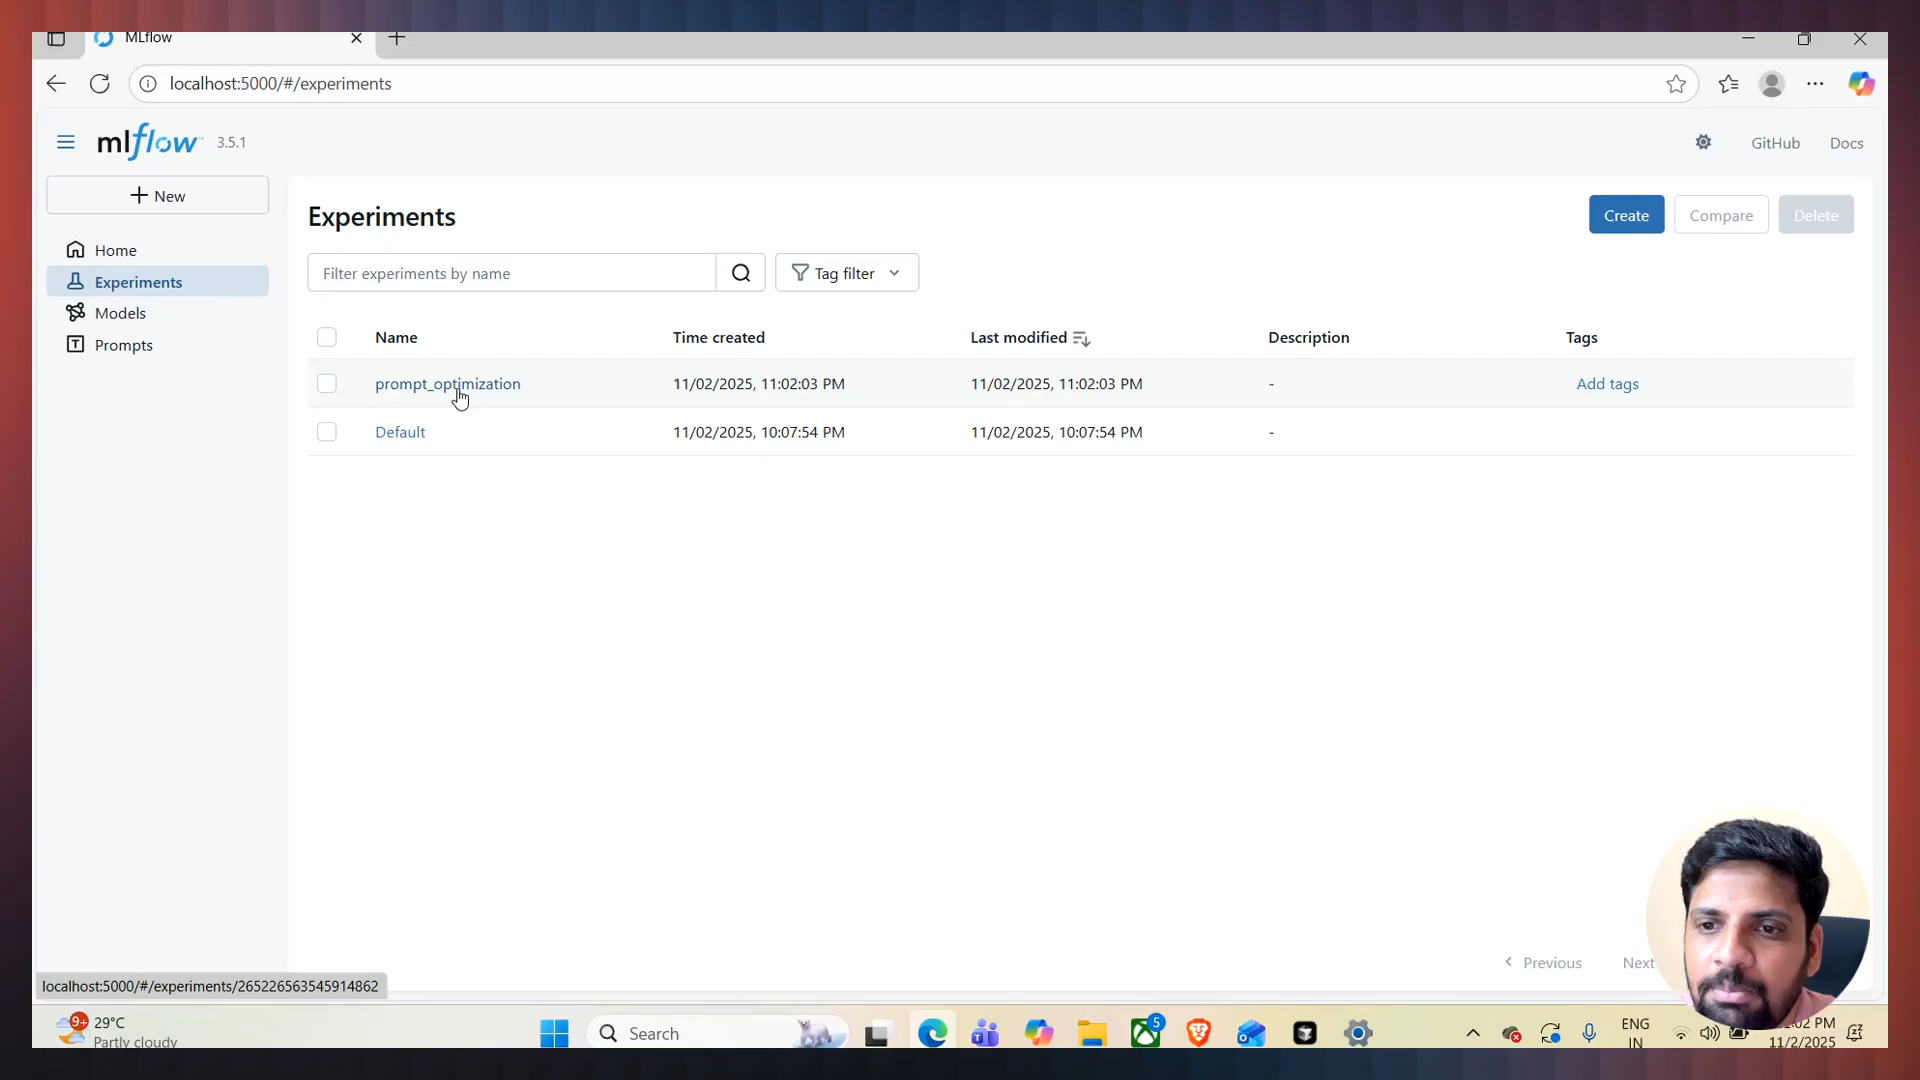 MLflow
localhost:5000/#/experiments
mlflow 3.5.1
GitHub
Docs
New
Home
Experiments
Models
Prompts
Experiments
Create
Compare
Delete
Filter experiments by name
Tag filter
Name
Time created
Last modified
Description
Tags
prompt_optimization
11/02/2025, 11:02:03 PM
11/02/2025, 11:02:03 PM
-
Add tags
Default
11/02/2025, 10:07:54 PM
11/02/2025, 10:07:54 PM
-
Previous
Next
localhost:5000/#/experiments/265226563545914862
9+
29°C
Partly cloudy
Search
5
ENG
IN
:02 PM
11/2/2025